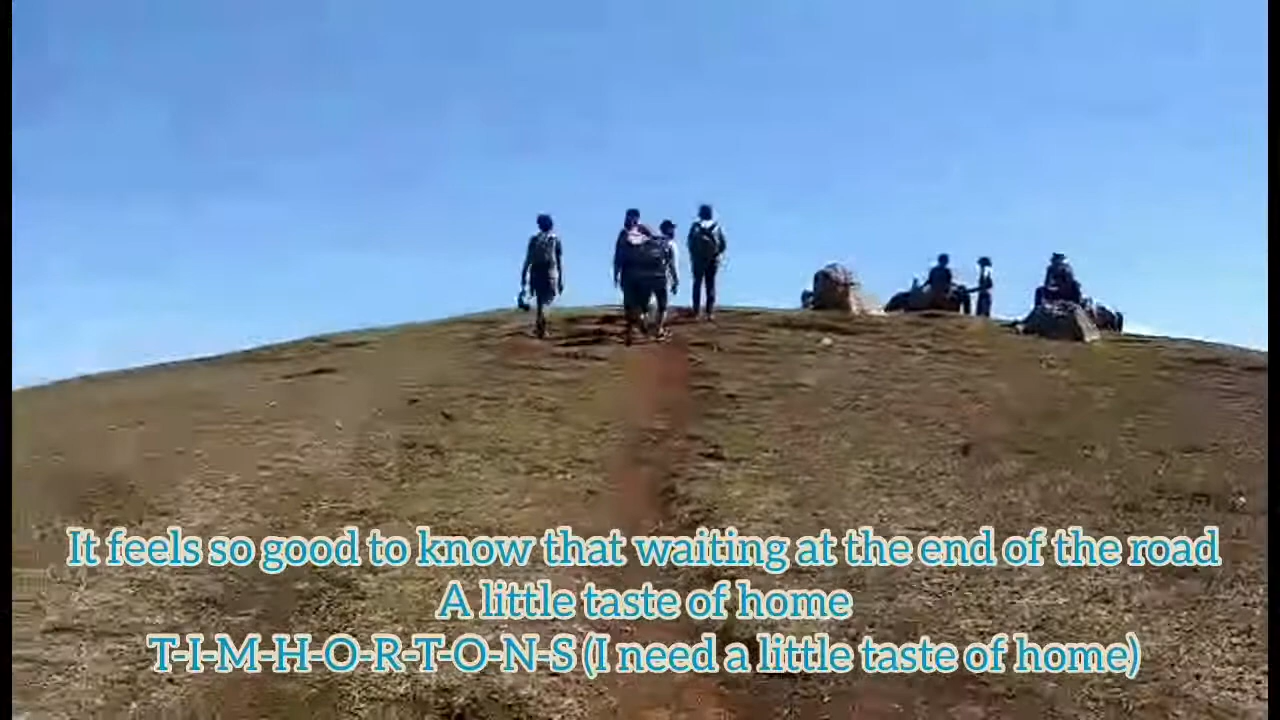 It feels so good to know that waiting at the end of the road
A little taste of home
T-I-M-H-O-R-T-O-N-S (I need a little taste of home)